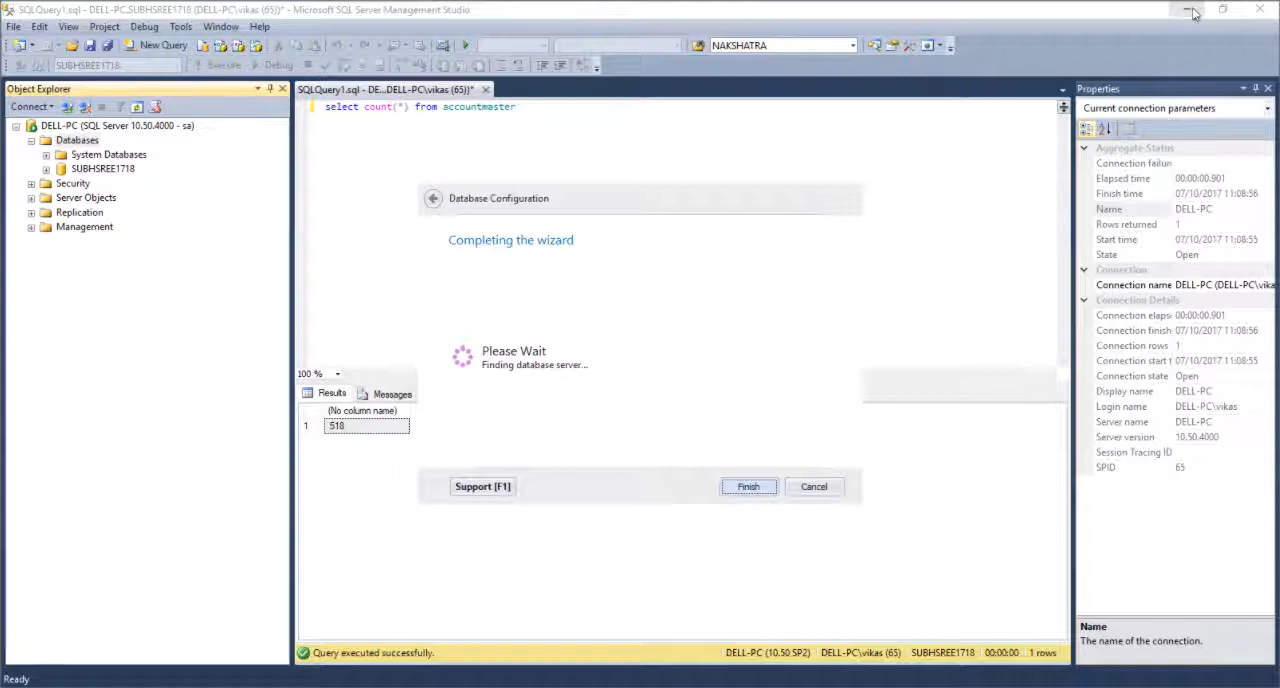 SQLQuery1.sql - DELL-PC.SUBHSREE1718 (DELL-PC\vikas (65))* - Microsoft SQL Server Management Studio
File Edit View Project Debug Tools Window Help
New Query NAKSHATRA
SUBHSREE1718 Execute Debug
Object Explorer
Connect
DELL-PC (SQL Server 10.50.4000 - sa)
Databases
System Databases
SUBHSREE1718
Security
Server Objects
Replication
Management
SQLQuery1.sql - DE...DELL-PC\vikas (65))*
select count(*) from accountmaster
Database Configuration
Completing the wizard
Please Wait
Finding database server...
Support [F1] Finish Cancel
100 %
Results Messages
(No column name)
1 518
Query executed successfully. DELL-PC (10.50 SP2) DELL-PC\vikas (65) SUBHSREE1718 00:00:00 1 rows
Properties
Current connection parameters
Aggregate Status
Connection failur
Elapsed time 00:00:00.901
Finish time 07/10/2017 11:08:56
Name DELL-PC
Rows returned 1
Start time 07/10/2017 11:08:55
State Open
Connection
Connection name DELL-PC (DELL-PC\vika
Connection Details
Connection elaps 00:00:00.901
Connection finish 07/10/2017 11:08:56
Connection rows 1
Connection start t 07/10/2017 11:08:55
Connection state Open
Display name DELL-PC
Login name DELL-PC\vikas
Server name DELL-PC
Server version 10.50.4000
Session Tracing ID
SPID 65
Name
The name of the connection.
Ready